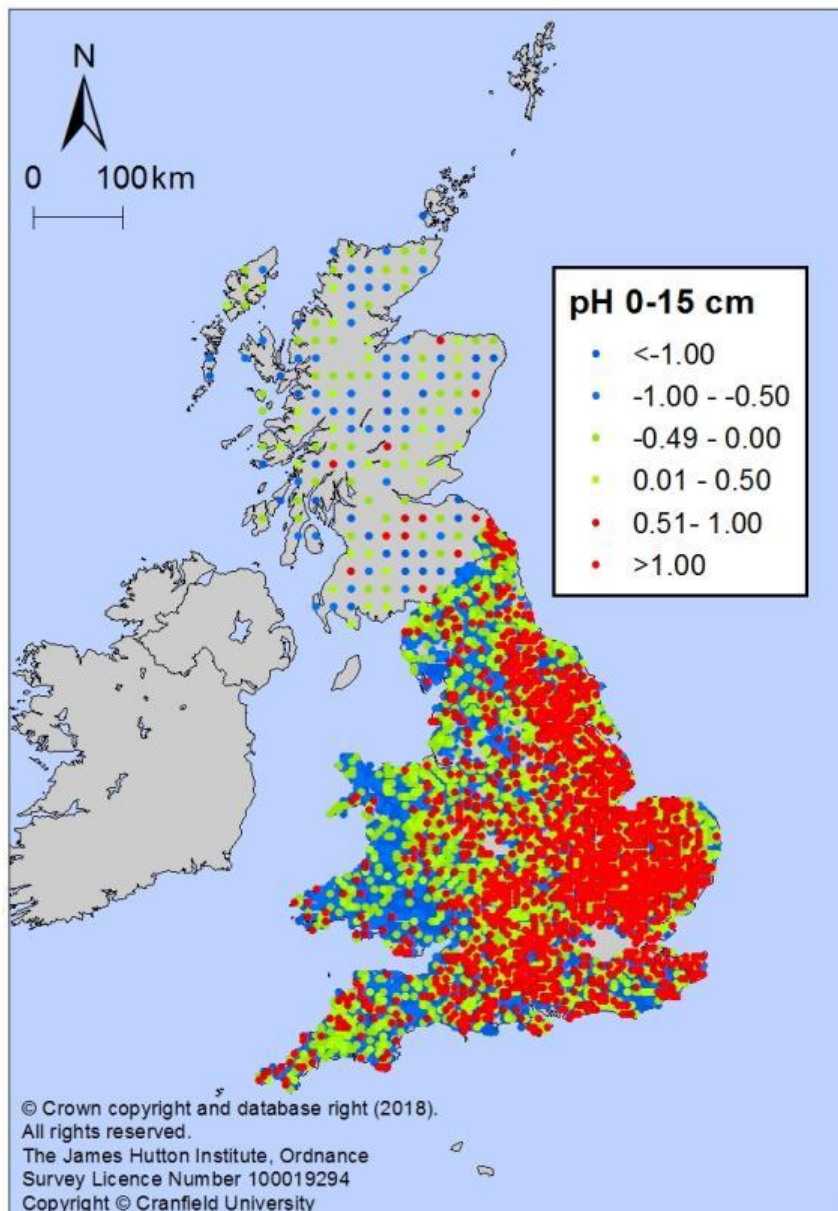 N
0 100km
pH 0-15 cm
<-1.00
-1.00 - -0.50
-0.49 - 0.00
0.01 - 0.50
0.51- 1.00
>1.00
© Crown copyright and database right (2018).
All rights reserved.
The James Hutton Institute, Ordnance
Survey Licence Number 100019294
Copyright © Cranfield University